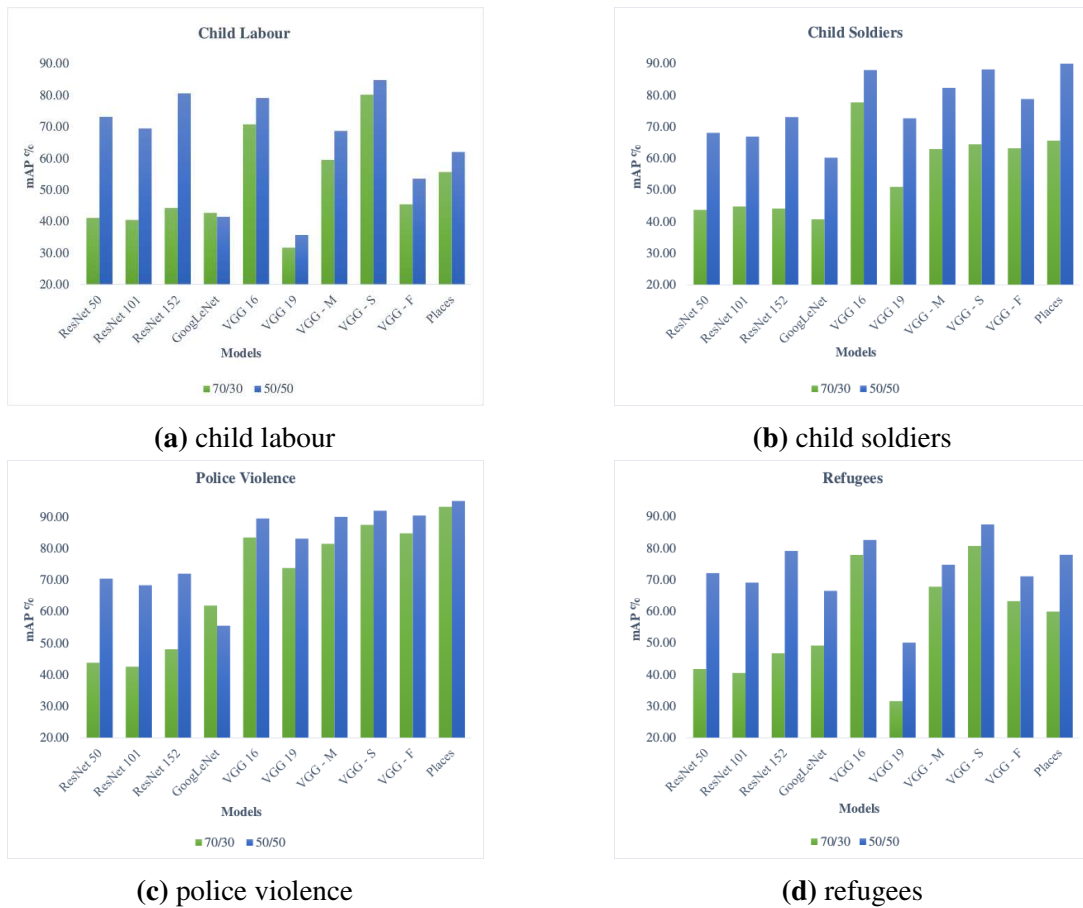 Child Labour
90.00
80.00
70.00
60.00
50.00
40.00
30.00
20.00
mAP %
ResNet 50
ResNet 101
ResNet 152
GoogLeNet
VGG 16
VGG 19
VGG - M
VGG - S
VGG - F
Places
Models
70/30 50/50
(a) child labour
Child Soldiers
90.00
80.00
70.00
60.00
50.00
40.00
30.00
20.00
mAP %
ResNet 50
ResNet 101
ResNet 152
GoogLeNet
VGG 16
VGG 19
VGG - M
VGG - S
VGG - F
Places
Models
70/30 50/50
(b) child soldiers
Police Violence
90.00
80.00
70.00
60.00
50.00
40.00
30.00
20.00
mAP %
ResNet 50
ResNet 101
ResNet 152
GoogLeNet
VGG 16
VGG 19
VGG - M
VGG - S
VGG - F
Places
Models
70/30 50/50
(c) police violence
Refugees
90.00
80.00
70.00
60.00
50.00
40.00
30.00
20.00
mAP %
ResNet 50
ResNet 101
ResNet 152
GoogLeNet
VGG 16
VGG 19
VGG - M
VGG - S
VGG - F
Places
Models
70/30 50/50
(d) refugees